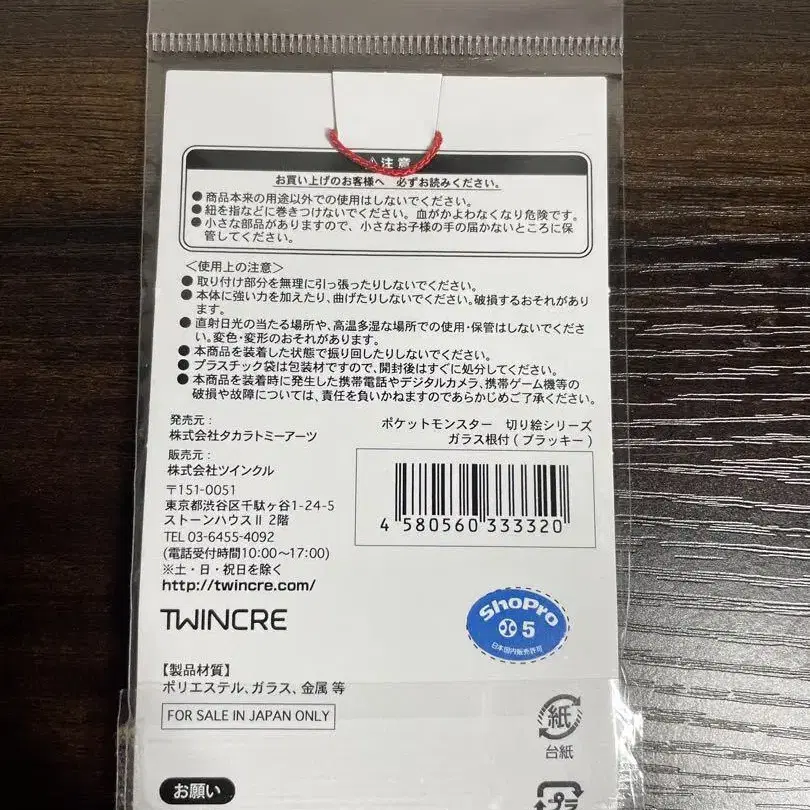 ⚠注意
お買い上げのお客様へ 必ずお読みください。
●商品本来の用途以外での使用はしないでください。
●紐を指などに巻きつけないでください。血がかよわなくなり危険です。
●小さな部品がありますので、小さなお子様の手の届かないところに保
管してください。
＜使用上の注意＞
●取り付け部分を無理に引っ張ったりしないでください。
●本体に強い力を加えたり、曲げたりしないでください。破損するおそれがあり
ます。
●直射日光の当たる場所や、高温多湿な場所での使用・保管はしないでくださ
い。変色・変形のおそれがあります。
●本商品を装着した状態で振り回したりしないでください。
●プラスチック袋は包装材ですので、開封後はすぐに処分してください。
●本商品を装着時に発生した携帯電話やデジタルカメラ、携帯ゲーム機等の
破損や故障については、責任を負いかねますのであらかじめご了承ください。
発売元：
株式会社タカラトミーアーツ
販売元：
株式会社ツインクル
〒151-0051
東京都渋谷区千駄ヶ谷1-24-5
ストーンハウスⅡ 2階
TEL 03-6455-4092
(電話受付時間10:00〜17:00)
※土・日・祝日を除く
http://twincre.com/
TWINCRE
ポケットモンスター 切り絵シリーズ
ガラス根付(ブラッキー)
4 580560 333320
ShoPro
5
日本国内販売許可
【製品材質】
ポリエステル、ガラス、金属 等
FOR SALE IN JAPAN ONLY
紙
台紙
お願い
プラ